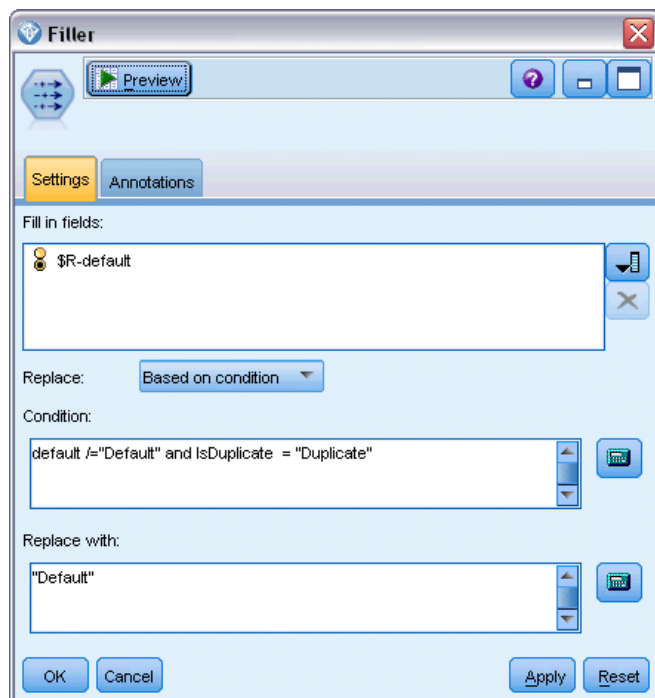 Filler
Preview
Settings Annotations
Fill in fields:
$R-default
Replace: Based on condition
Condition:
default /="Default" and IsDuplicate = "Duplicate"
Replace with:
"Default"
OK Cancel Apply Reset